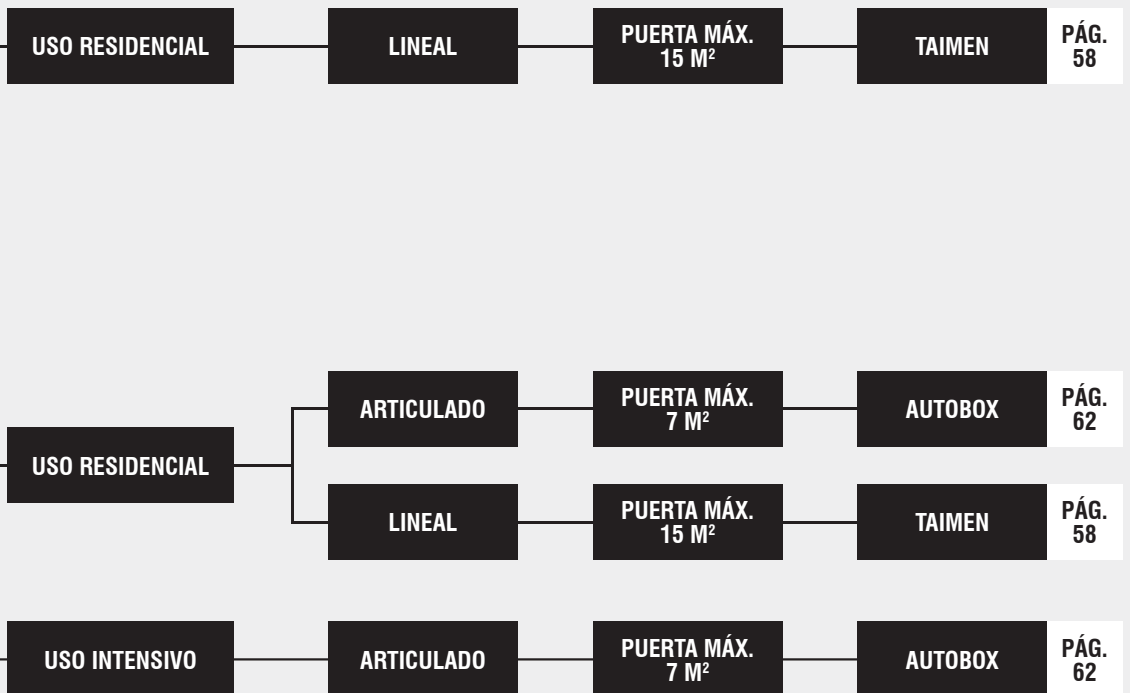 USO RESIDENCIAL
LINEAL
PUERTA MÁX.
15 M²
TAIMEN
PÁG.
58
USO RESIDENCIAL
ARTICULADO
PUERTA MÁX.
7 M²
AUTOBOX
PÁG.
62
LINEAL
PUERTA MÁX.
15 M²
TAIMEN
PÁG.
58
USO INTENSIVO
ARTICULADO
PUERTA MÁX.
7 M²
AUTOBOX
PÁG.
62